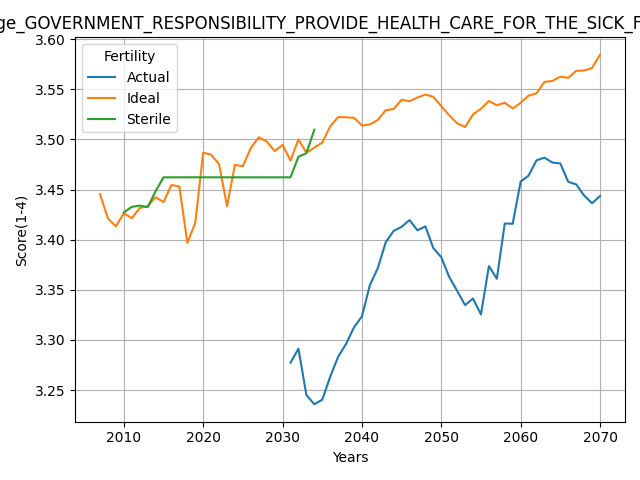 ge_GOVERNMENT_RESPONSIBILITY_PROVIDE_HEALTH_CARE_FOR_THE_SICK_F
Fertility
Actual
Ideal
Sterile
Score(1-4)
3.60
3.55
3.50
3.45
3.40
3.35
3.30
3.25
2010 2020 2030 2040 2050 2060 2070
Years